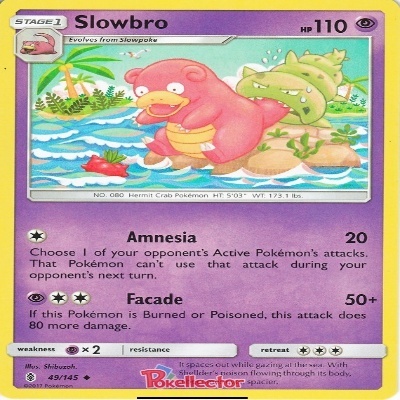 STAGE 1
Slowbro
HP 110
Evolves from Slowpoke
NO. 080 Hermit Crab Pokémon HT: 5'03" WT: 173.1 lbs.
Amnesia 20
Choose 1 of your opponent's Active Pokémon's attacks.
That Pokémon can't use that attack during your
opponent's next turn.
Facade 50+
If this Pokémon is Burned or Poisoned, this attack does
80 more damage.
weakness ×2 resistance retreat
Illus. Shibuzoh.
49/145
©2017 Pokémon
It spaces out while gazing at the sea. With
Shellder's poison flowing through its body,
spacier.
Pokellector